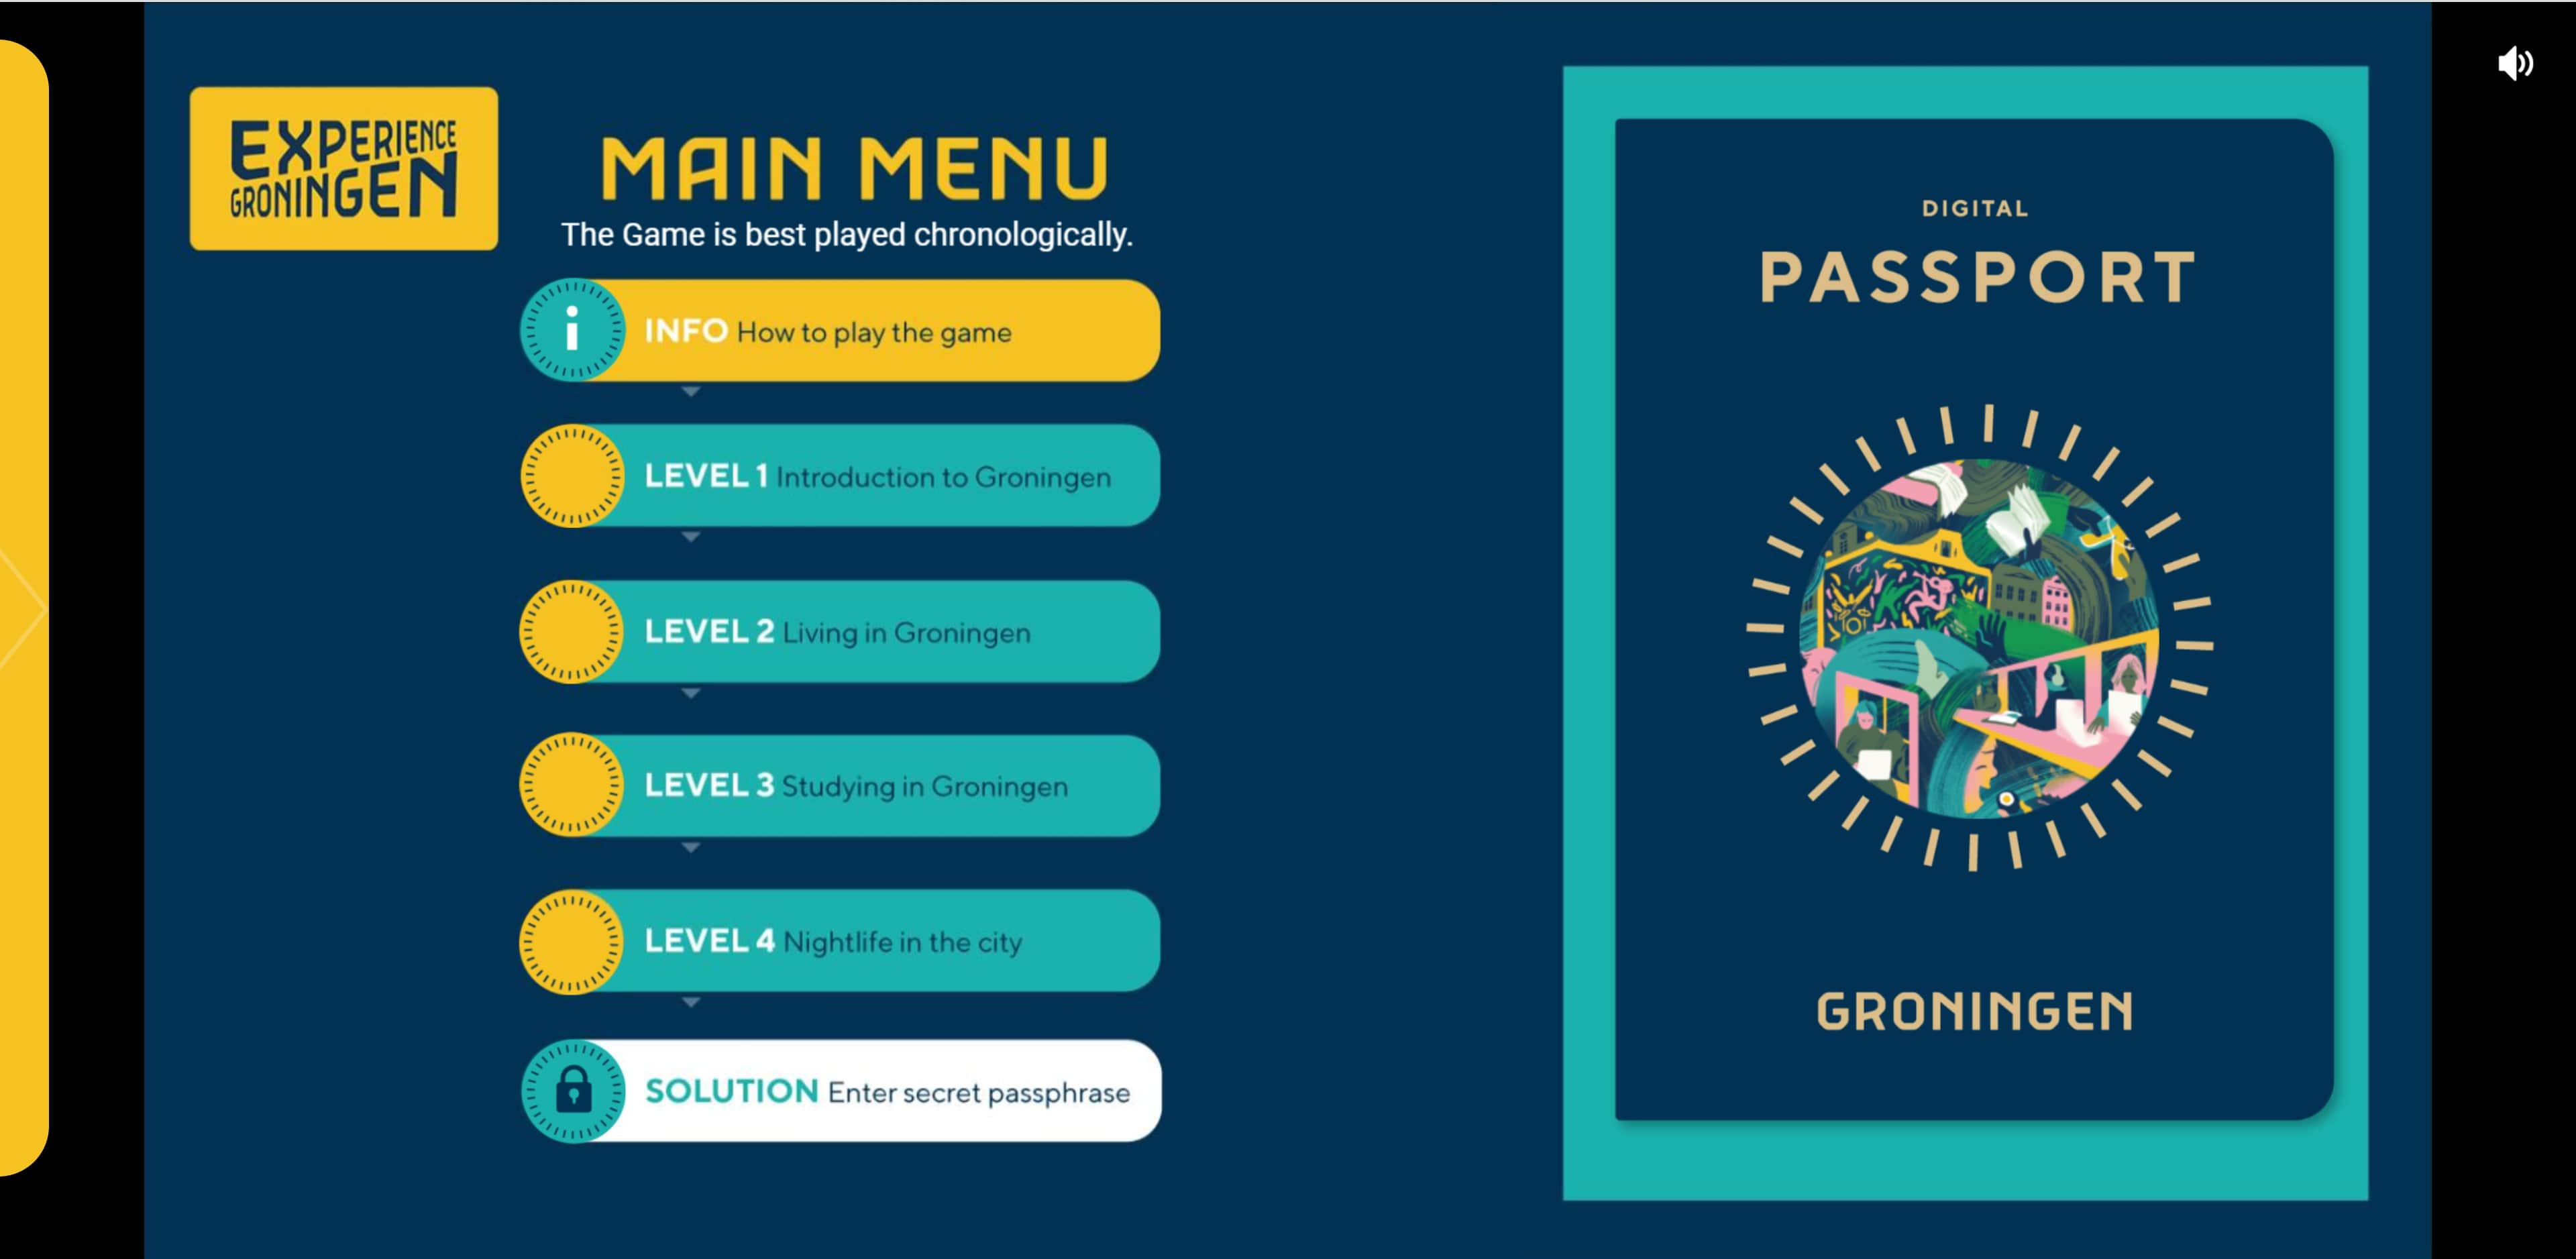 EXPERIENCE
GRONINGEN
MAIN MENU
The Game is best played chronologically.
i
INFO How to play the game
LEVEL 1 Introduction to Groningen
LEVEL 2 Living in Groningen
LEVEL 3 Studying in Groningen
LEVEL 4 Nightlife in the city
SOLUTION Enter secret passphrase
DIGITAL
PASSPORT
GRONINGEN